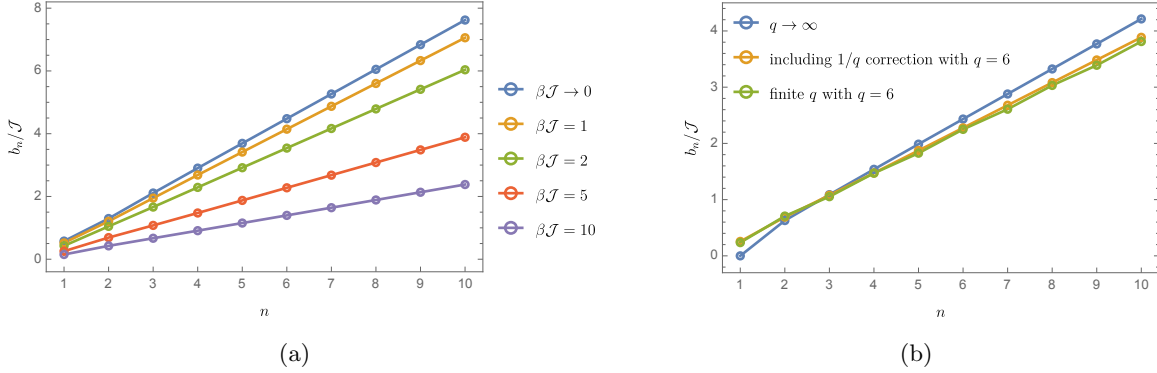 8
6
4
2
0
b_n/𝒥
1 2 3 4 5 6 7 8 9 10
n
β𝒥 → 0
β𝒥 = 1
β𝒥 = 2
β𝒥 = 5
β𝒥 = 10
(a)
4
3
2
1
0
b_n/𝒥
1 2 3 4 5 6 7 8 9 10
n
q → ∞
including 1/q correction with q = 6
finite q with q = 6
(b)